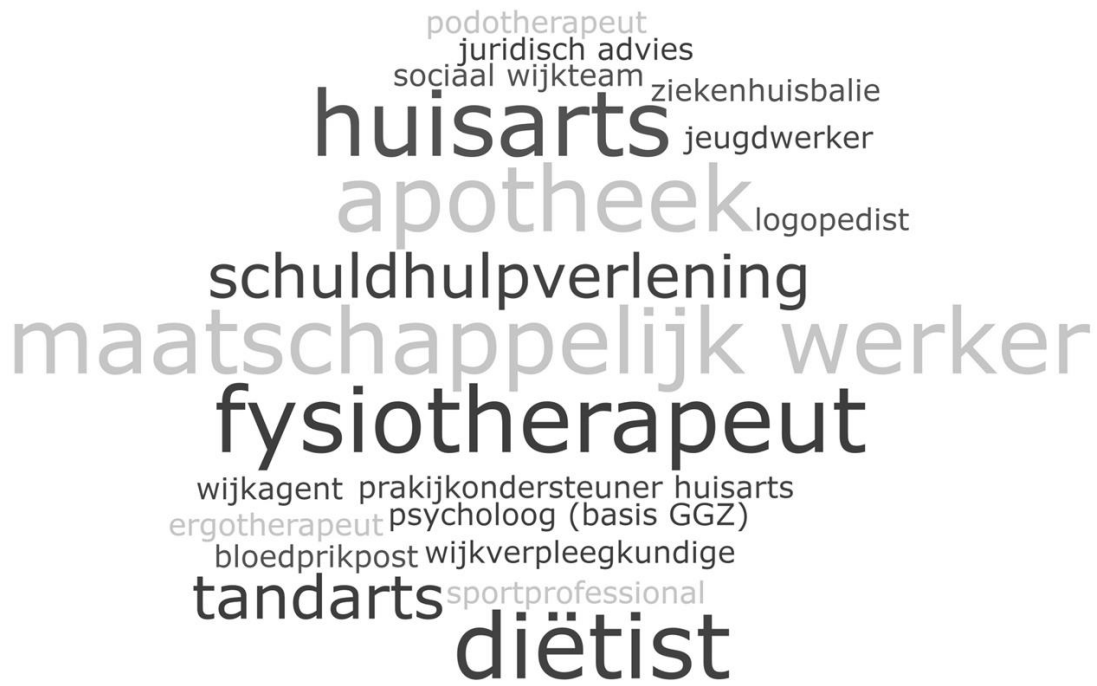 podotherapeut
juridisch advies
sociaal wijkteam
ziekenhuisbalie
huisarts
jeugdwerker
apotheek
logopedist
schuldhulpverlening
maatschappelijk werker
fysiotherapeut
wijkagent
prakijkondersteuner huisarts
ergotherapeut
psycholoog (basis GGZ)
bloedprikpost
wijkverpleegkundige
tandarts
sportprofessional
diëtist